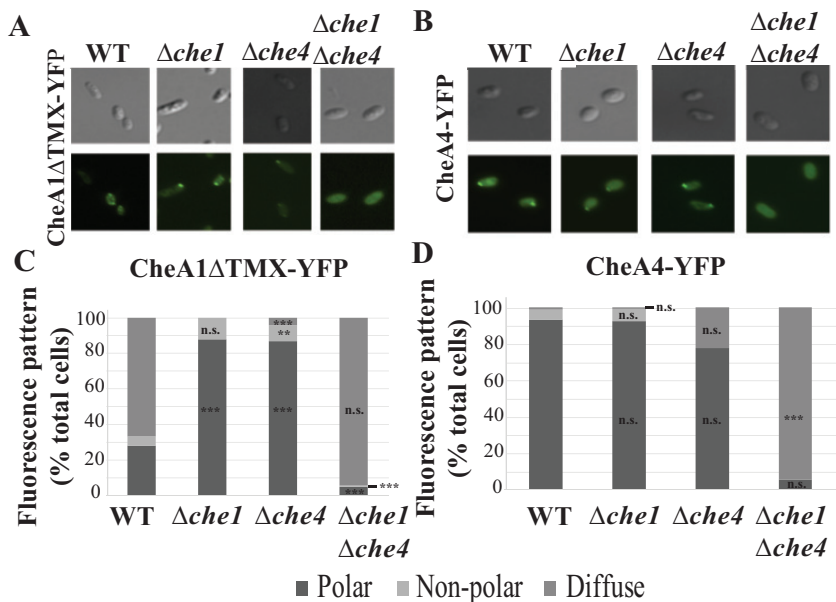 A
WT
Δche1
Δche4
Δche1
Δche4
CheA1ΔTMX-YFP
B
WT
Δche1
Δche4
Δche1
Δche4
CheA4-YFP
C
CheA1ΔTMX-YFP
Fluorescence pattern
(% total cells)
100
80
60
40
20
0
n.s.
***
***
**
***
n.s.
***
***
WT
Δche1
Δche4
Δche1
Δche4
D
CheA4-YFP
Fluorescence pattern
(% total cells)
100
80
60
40
20
0
n.s.
n.s.
n.s.
n.s.
n.s.
***
n.s.
WT
Δche1
Δche4
Δche1
Δche4
Polar
Non-polar
Diffuse